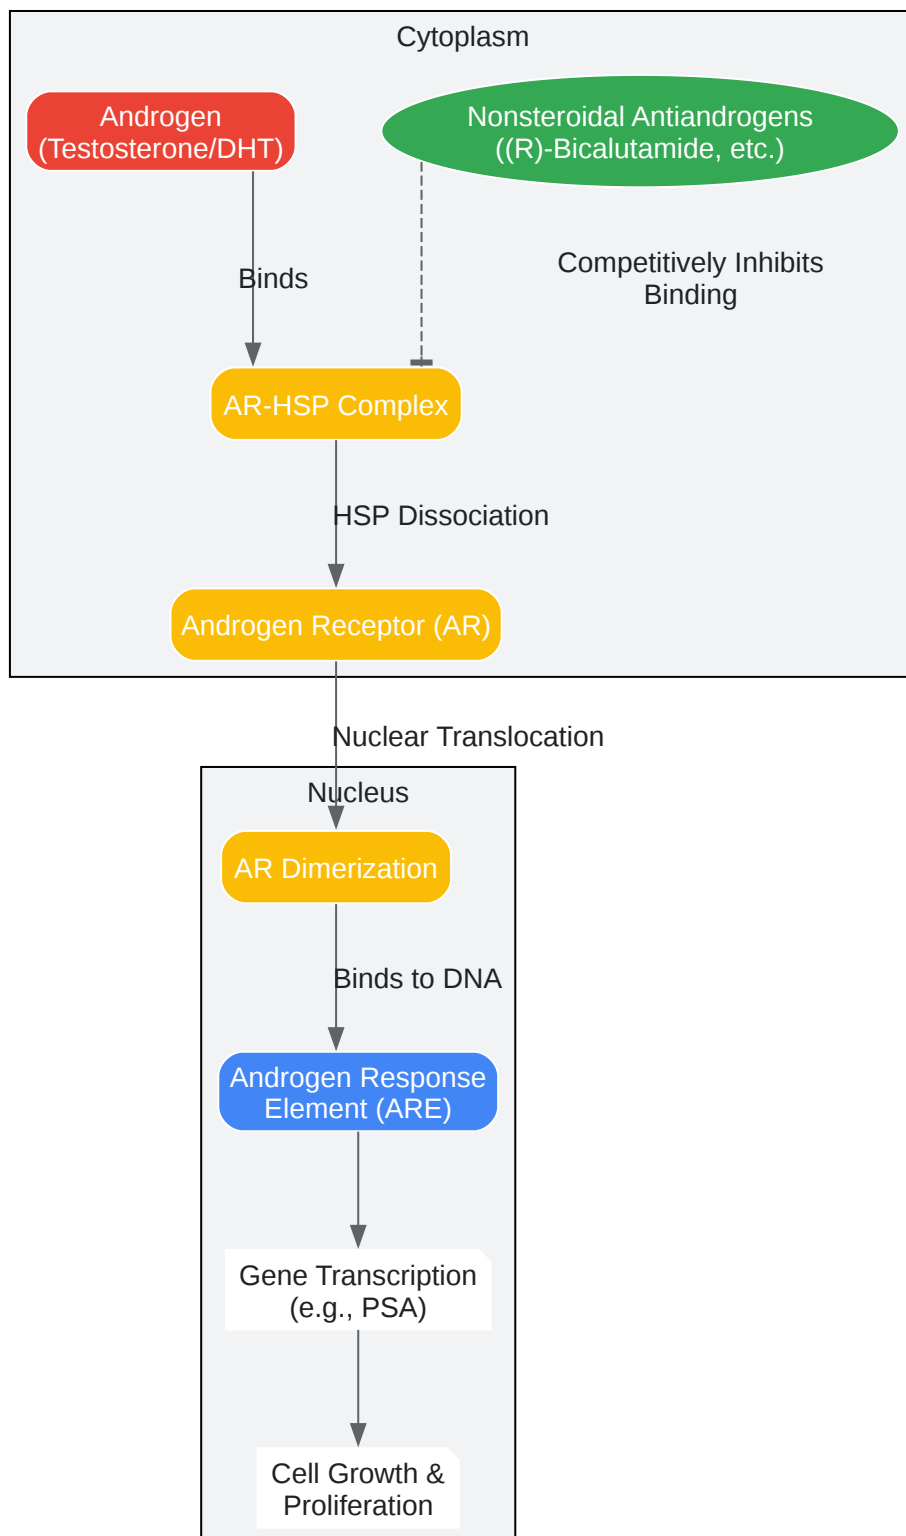 Cytoplasm
Androgen
(Testosterone/DHT)
Nonsteroidal Antiandrogens
((R)-Bicalutamide, etc.)
Binds
Competitively Inhibits
Binding
AR-HSP Complex
HSP Dissociation
Androgen Receptor (AR)
Nuclear Translocation
Nucleus
AR Dimerization
Binds to DNA
Androgen Response
Element (ARE)
Gene Transcription
(e.g., PSA)
Cell Growth &
Proliferation